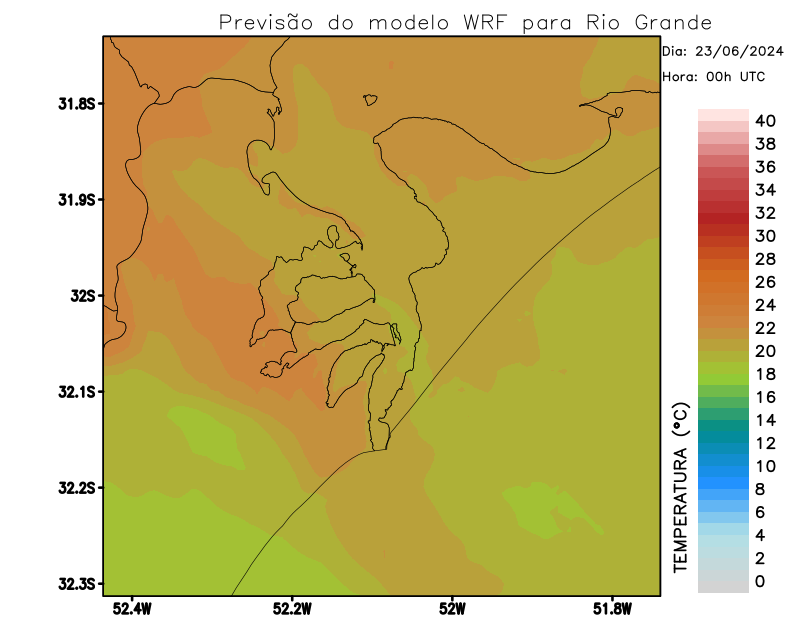 Previsão do modelo WRF para Rio Grande
Dia: 23/06/2024
Hora: 00h UTC
31.8S
31.9S
32S
32.1S
32.2S
32.3S
52.4W
52.2W
52W
51.8W
TEMPERATURA (°C)
40
38
36
34
32
30
28
26
24
22
20
18
16
14
12
10
8
6
4
2
0